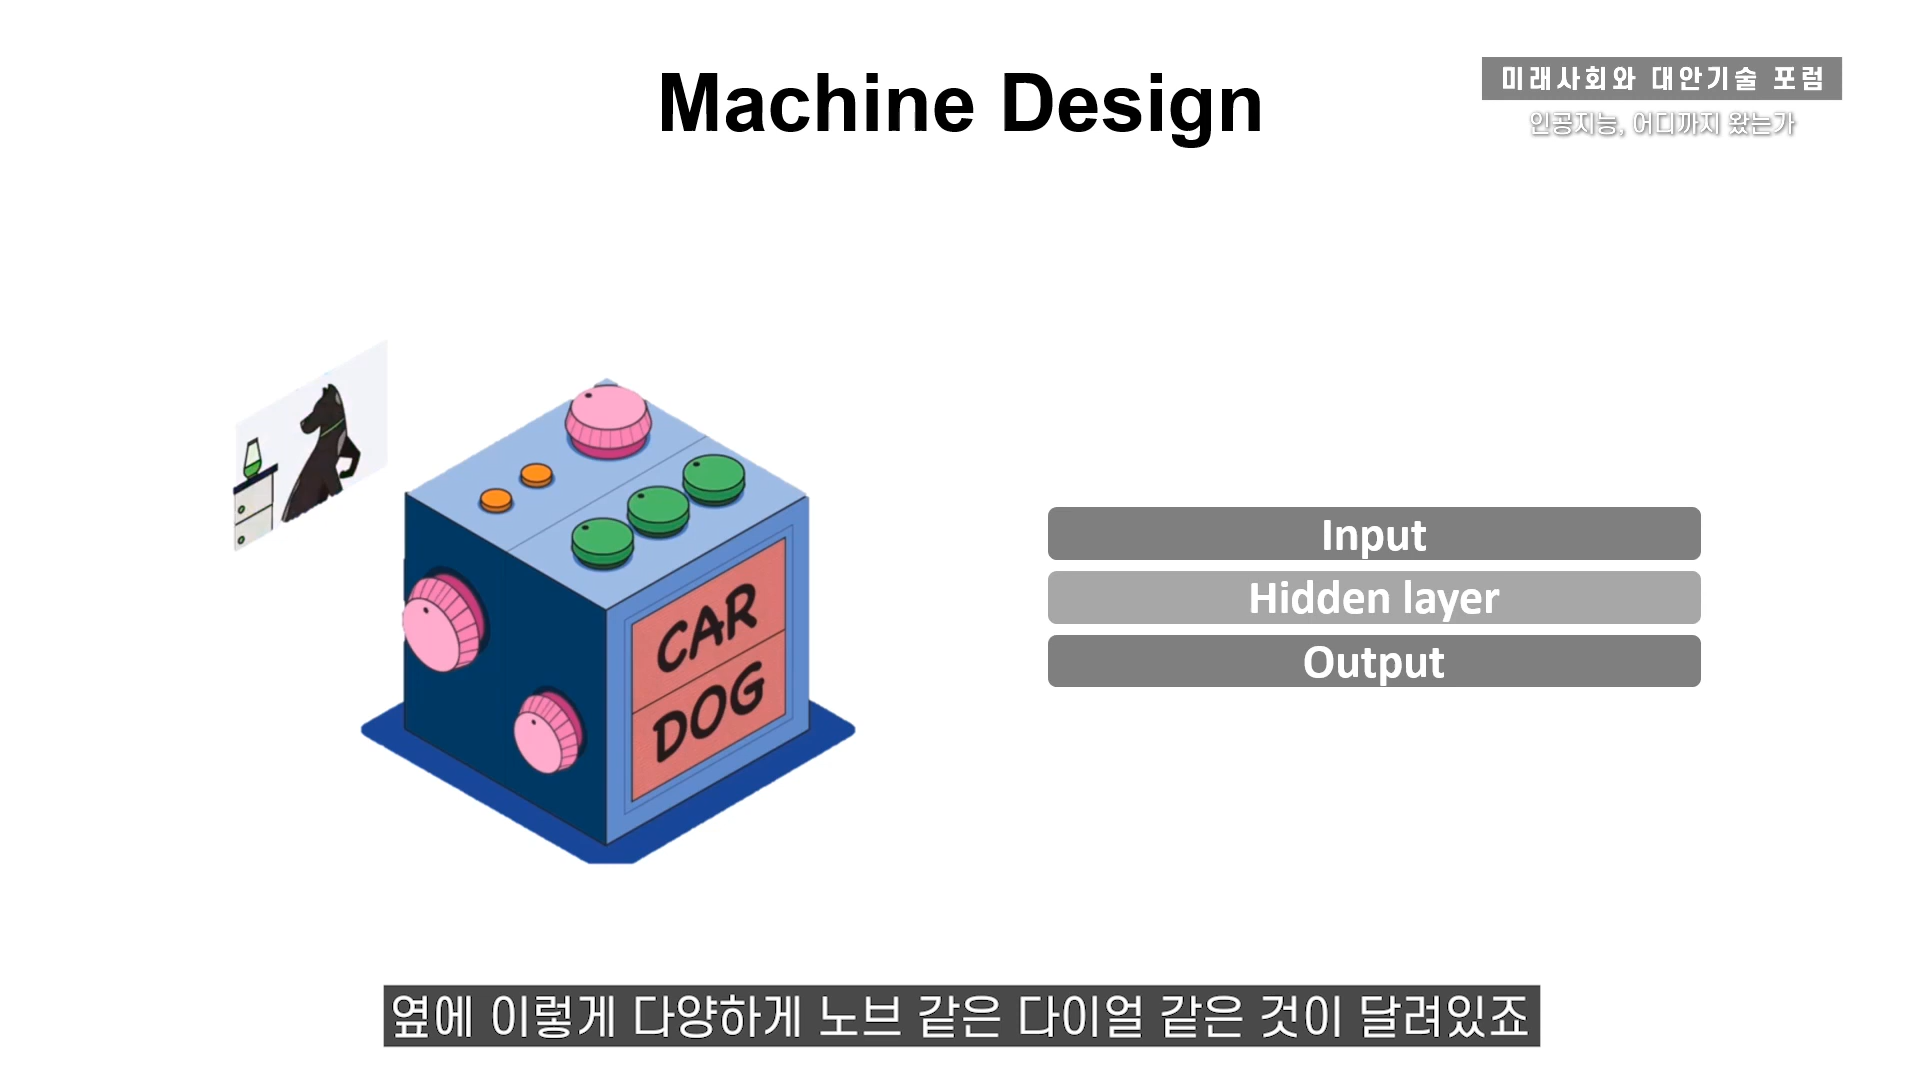 Machine Design
미래사회와 대안기술 포럼
인공지능, 어디까지 왔는가
CAR
DOG
Input
Hidden layer
Output
옆에 이렇게 다양하게 노브 같은 다이얼 같은 것이 달려있죠